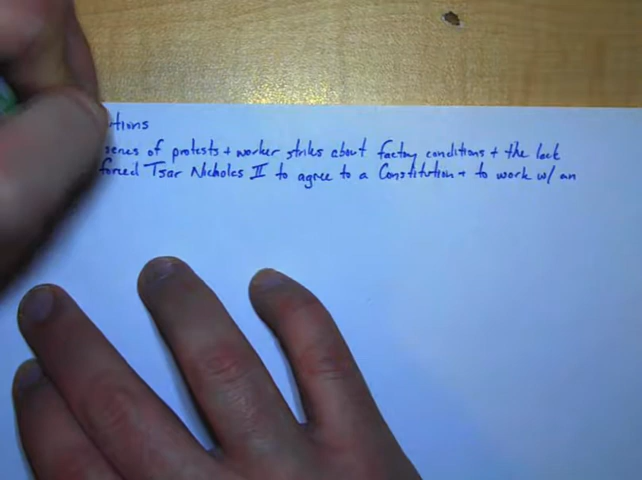 tions
series of protests + worker strikes about factory conditions + the lack
forced Tsar Nicholas II to agree to a Constitution + to work w/ an